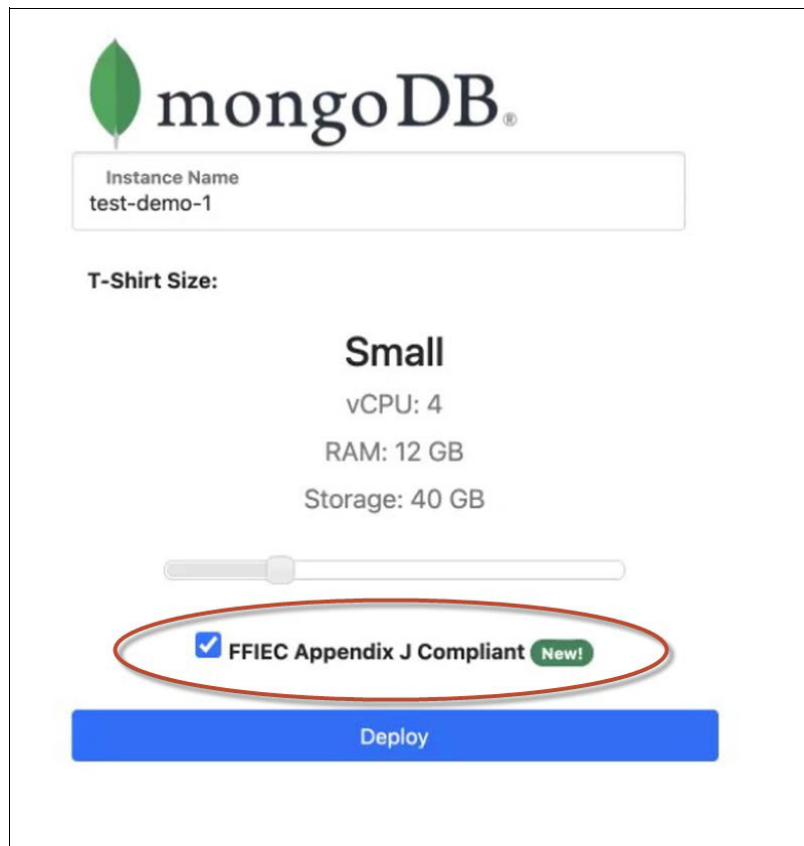 mongoDB®
Instance Name
test-demo-1
T-Shirt Size:
Small
vCPU: 4
RAM: 12 GB
Storage: 40 GB
FFIEC Appendix J Compliant New!
Deploy